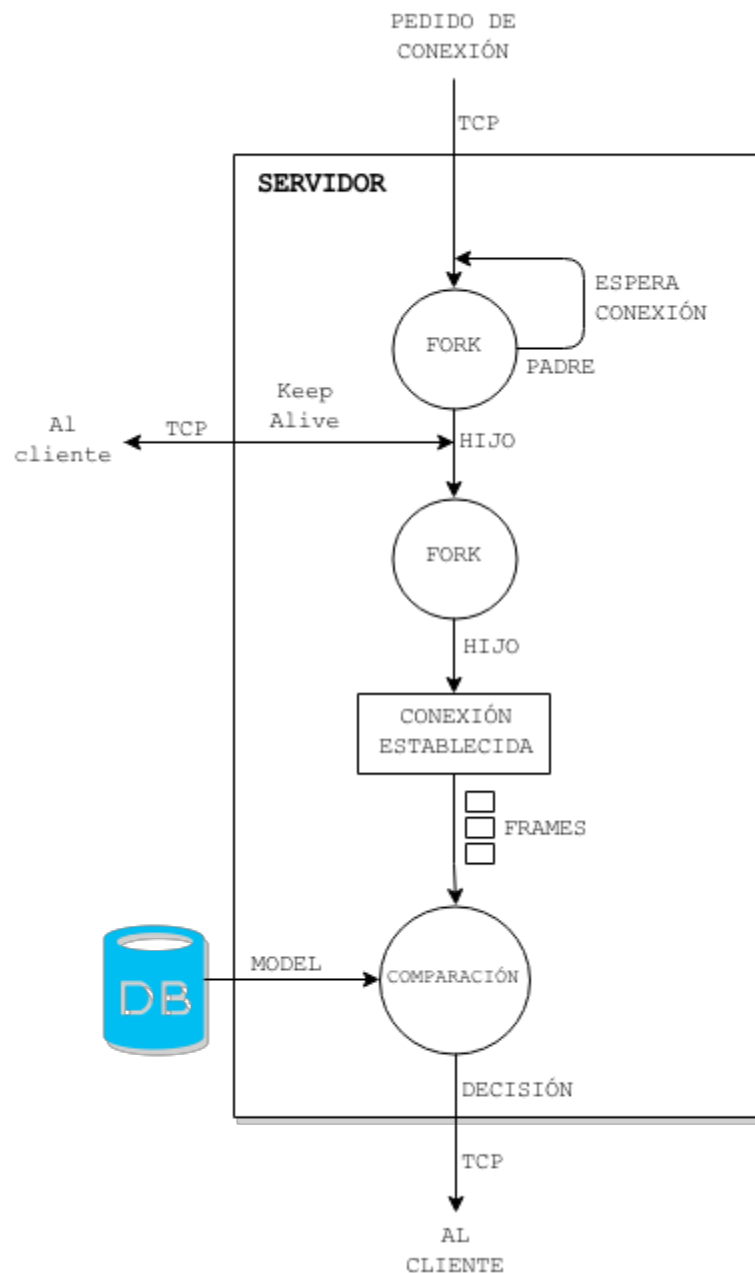 PEDIDO DE
CONEXIÓN
TCP
SERVIDOR
ESPERA
CONEXIÓN
FORK
PADRE
Keep
Alive
Al
cliente
TCP
HIJO
FORK
HIJO
CONEXIÓN
ESTABLECIDA
FRAMES
DB
MODEL
COMPARACIÓN
DECISIÓN
TCP
AL
CLIENTE